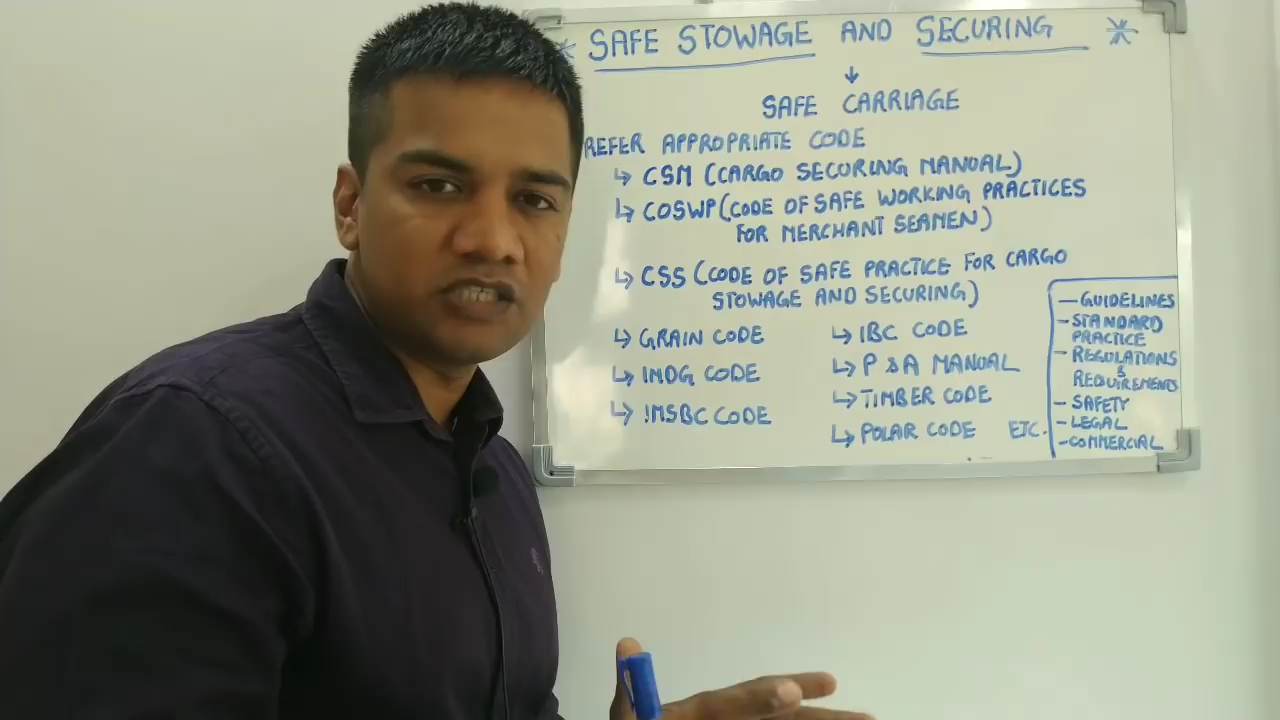 * SAFE STOWAGE AND SECURING *
↓
SAFE CARRIAGE
REFER APPROPRIATE CODE
↳ CSM (CARGO SECURING MANUAL)
↳ COSWP (CODE OF SAFE WORKING PRACTICES
FOR MERCHANT SEAMEN)
↳ CSS (CODE OF SAFE PRACTICE FOR CARGO
STOWAGE AND SECURING)
↳ GRAIN CODE
↳ IMDG CODE
↳ IMSBC CODE
↳ IBC CODE
↳ P & A MANUAL
↳ TIMBER CODE
↳ POLAR CODE ETC.
- GUIDELINES
- STANDARD
PRACTICE
- REGULATIONS
&
REQUIREMENTS
- SAFETY
- LEGAL
- COMMERCIAL